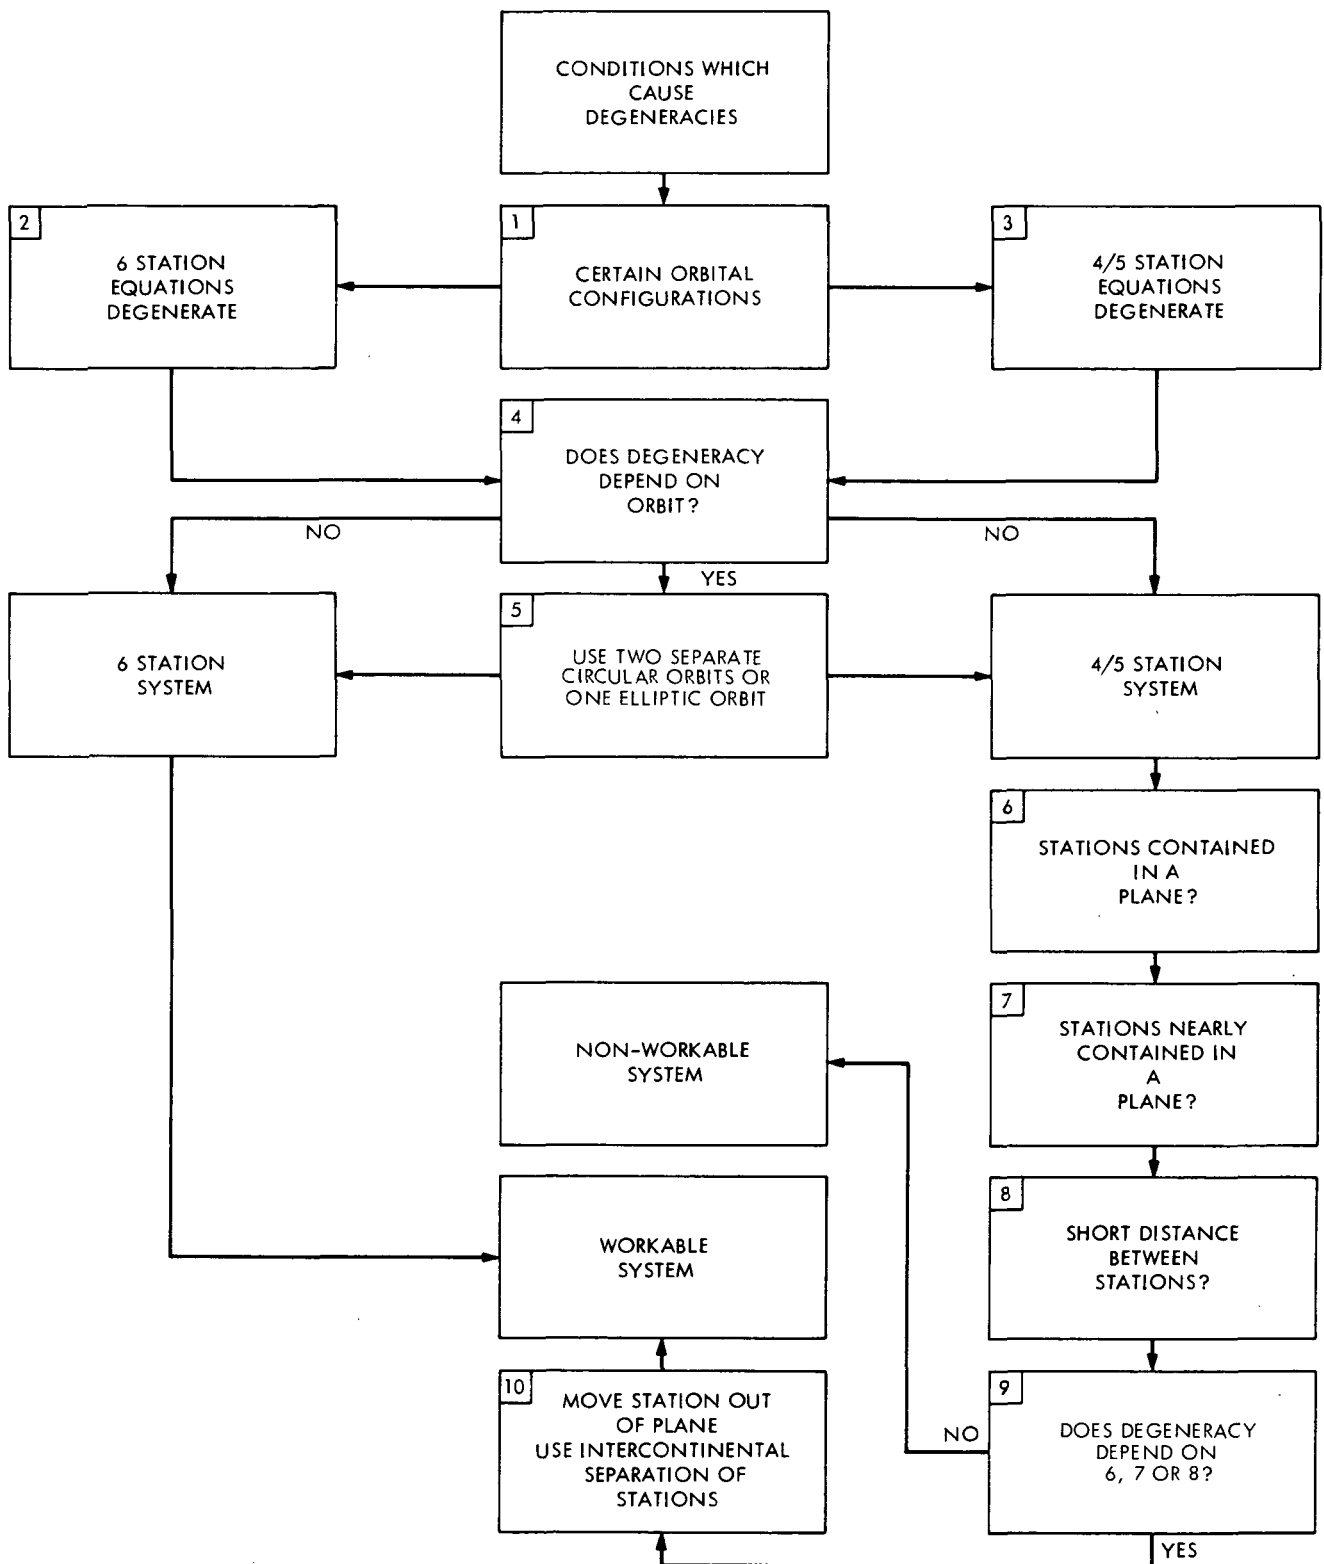 CONDITIONS WHICH
CAUSE
DEGENERACIES
2
6 STATION
EQUATIONS
DEGENERATE
1
CERTAIN ORBITAL
CONFIGURATIONS
3
4/5 STATION
EQUATIONS
DEGENERATE
4
DOES DEGENERACY
DEPEND ON
ORBIT?
NO
NO
YES
6 STATION
SYSTEM
5
USE TWO SEPARATE
CIRCULAR ORBITS OR
ONE ELLIPTIC ORBIT
4/5 STATION
SYSTEM
6
STATIONS CONTAINED
IN A
PLANE?
NON-WORKABLE
SYSTEM
7
STATIONS NEARLY
CONTAINED IN
A
PLANE?
WORKABLE
SYSTEM
8
SHORT DISTANCE
BETWEEN
STATIONS?
10
MOVE STATION OUT
OF PLANE
USE INTERCONTINENTAL
SEPARATION OF
STATIONS
NO
9
DOES DEGENERACY
DEPEND ON
6, 7 OR 8?
YES